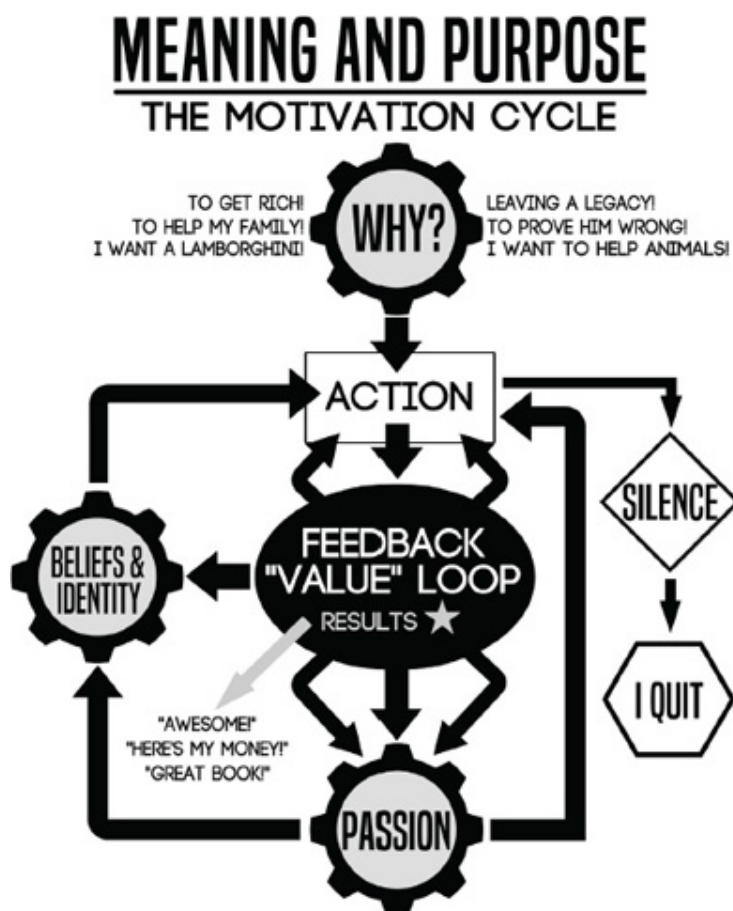 MEANING AND PURPOSE
THE MOTIVATION CYCLE
TO GET RICH!
TO HELP MY FAMILY!
I WANT A LAMBORGHINI!
WHY?
LEAVING A LEGACY!
TO PROVE HIM WRONG!
I WANT TO HELP ANIMALS!
ACTION
SILENCE
I QUIT
FEEDBACK
"VALUE" LOOP
RESULTS
BELIEFS &
IDENTITY
"AWESOME!"
"HERE'S MY MONEY!"
"GREAT BOOK!"
PASSION